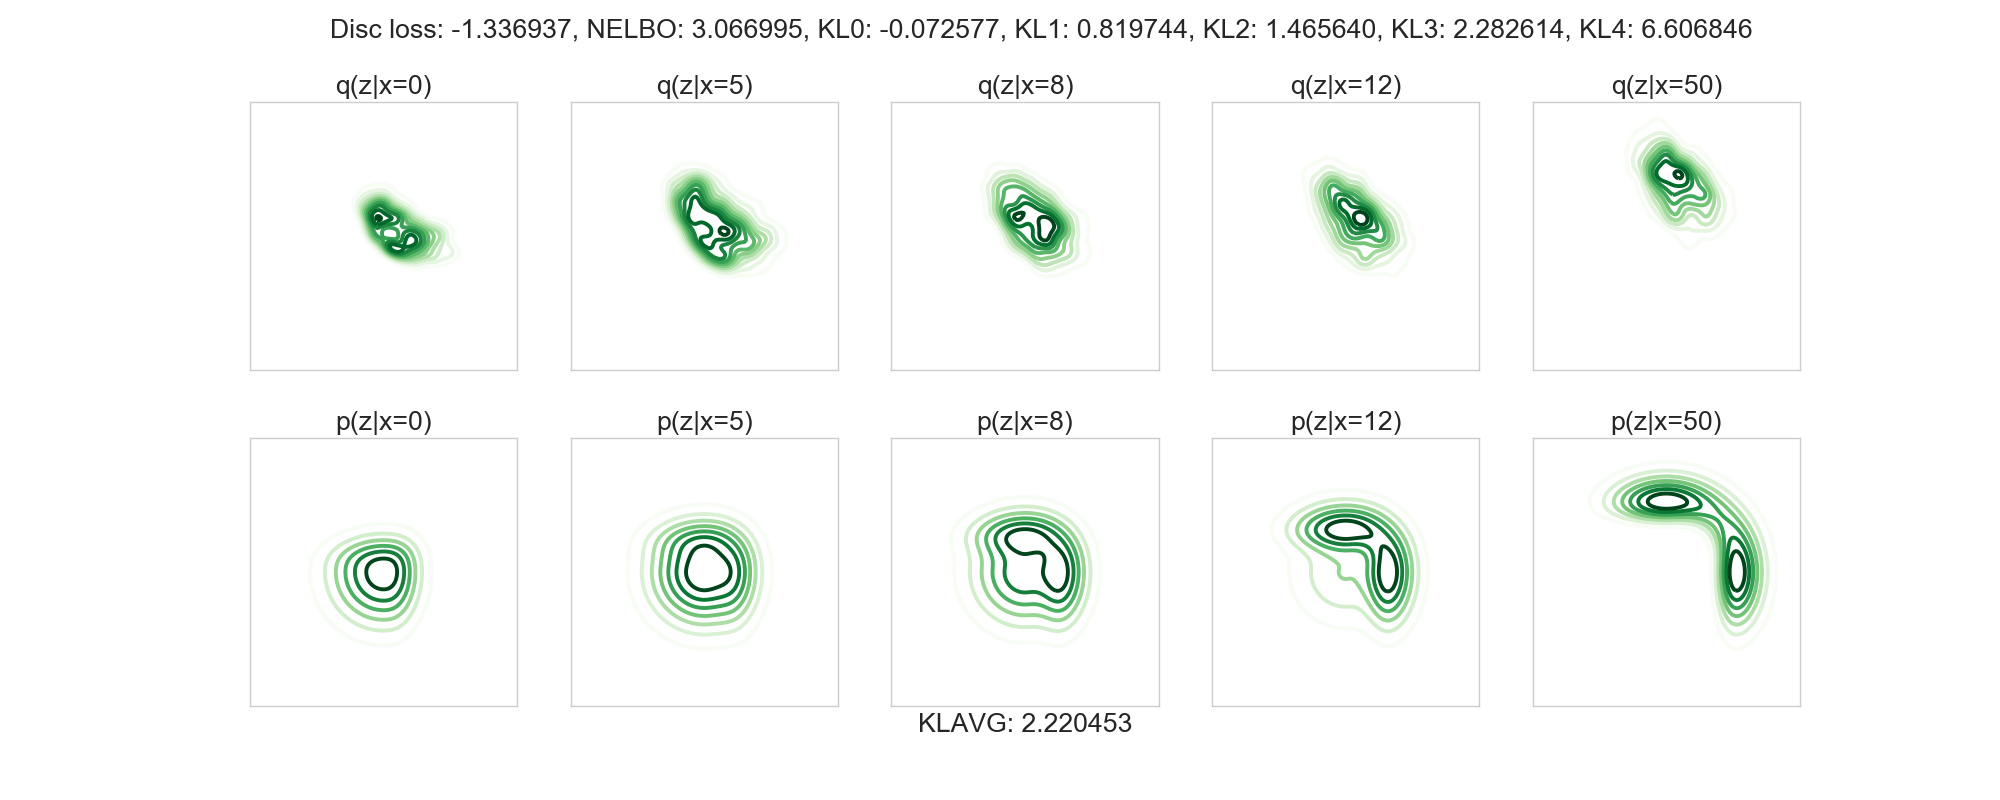 Disc loss: -1.336937, NELBO: 3.066995, KL0: -0.072577, KL1: 0.819744, KL2: 1.465640, KL3: 2.282614, KL4: 6.606846
q(z|x=0)
q(z|x=5)
q(z|x=8)
q(z|x=12)
q(z|x=50)
p(z|x=0)
p(z|x=5)
p(z|x=8)
p(z|x=12)
p(z|x=50)
KLAVG: 2.220453